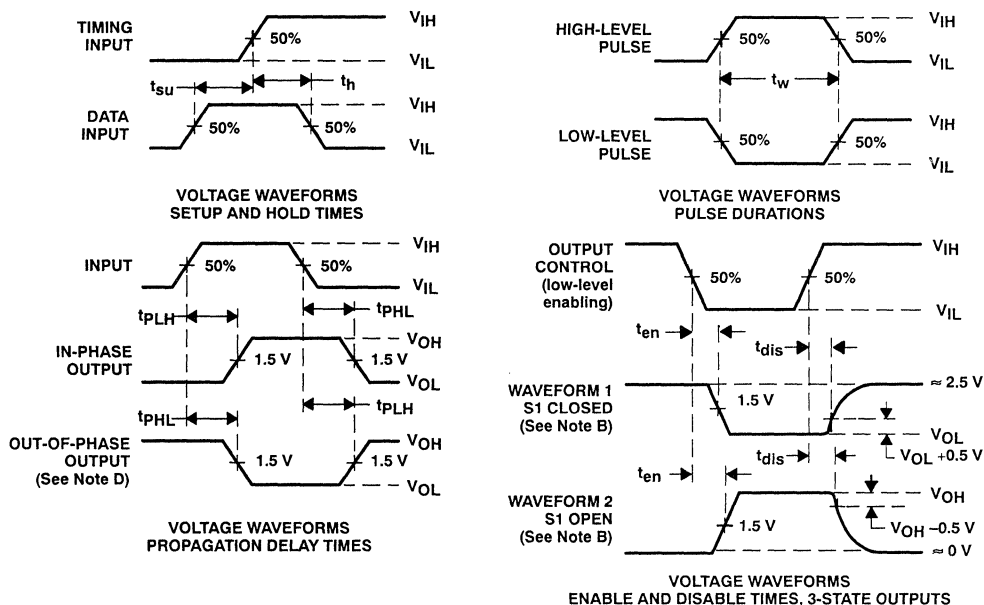 TIMING
INPUT
50%
VIH
VIL
tsu
th
DATA
INPUT
50%
50%
VIH
VIL
VOLTAGE WAVEFORMS
SETUP AND HOLD TIMES
HIGH-LEVEL
PULSE
50%
50%
VIH
VIL
tw
LOW-LEVEL
PULSE
50%
50%
VIH
VIL
VOLTAGE WAVEFORMS
PULSE DURATIONS
INPUT
50%
50%
VIH
VIL
tPLH
tPHL
IN-PHASE
OUTPUT
1.5 V
1.5 V
VOH
VOL
tPHL
tPLH
OUT-OF-PHASE
OUTPUT
(See Note D)
1.5 V
1.5 V
VOH
VOL
VOLTAGE WAVEFORMS
PROPAGATION DELAY TIMES
OUTPUT
CONTROL
(low-level
enabling)
50%
50%
VIH
VIL
ten
tdis
WAVEFORM 1
S1 CLOSED
(See Note B)
1.5 V
≈ 2.5 V
VOL
VOL +0.5 V
ten
tdis
WAVEFORM 2
S1 OPEN
(See Note B)
1.5 V
VOH
VOH −0.5 V
≈ 0 V
VOLTAGE WAVEFORMS
ENABLE AND DISABLE TIMES, 3-STATE OUTPUTS